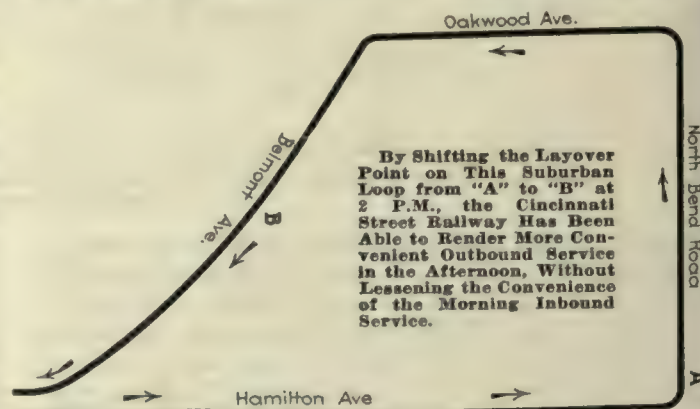 Oakwood Ave.
Belmont Ave.
B
North Bend Road
By Shifting the Layover
Point on This Suburban
Loop from "A" to "B" at
2 P.M., the Cincinnati
Street Railway Has Been
Able to Render More Con-
venient Outbound Service
in the Afternoon, Without
Lessening the Convenience
of the Morning Inbound
Service.
A
Hamilton Ave